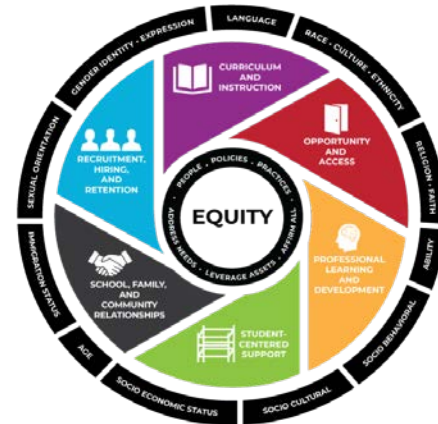 LANGUAGE
RACE • CULTURE • ETHNICITY
RELIGION • FAITH
ABILITY
SOCIO BEHAVIORAL
SOCIO CULTURAL
SOCIO ECONOMIC STATUS
AGE
IMMIGRATION STATUS
SEXUAL ORIENTATION
GENDER IDENTITY • EXPRESSION
CURRICULUM
AND
INSTRUCTION
OPPORTUNITY
AND
ACCESS
PROFESSIONAL
LEARNING
AND
DEVELOPMENT
STUDENT-
CENTERED
SUPPORT
SCHOOL, FAMILY,
AND
COMMUNITY
RELATIONSHIPS
RECRUITMENT,
HIRING,
AND
RETENTION
• PEOPLE • POLICIES • PRACTICES •
ADDRESS NEEDS • LEVERAGE ASSETS • AFFIRM ALL
EQUITY